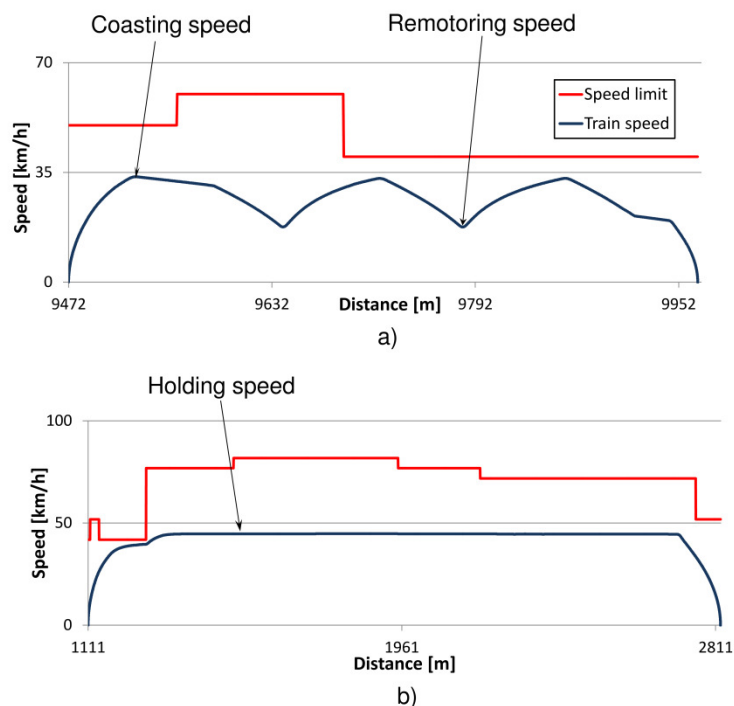 Coasting speed
Remotoring speed
70
35
0
Speed [km/h]
Speed limit
Train speed
9472
9632
9792
9952
Distance [m]
a)
Holding speed
100
50
0
Speed [km/h]
1111
1961
2811
Distance [m]
b)